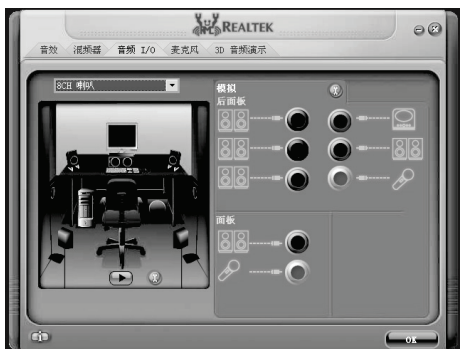 REALTEK
音效 混频器 音频 I/O 麦克风 3D 音频演示
8CH 喇叭
模拟
后面板
面板
OK